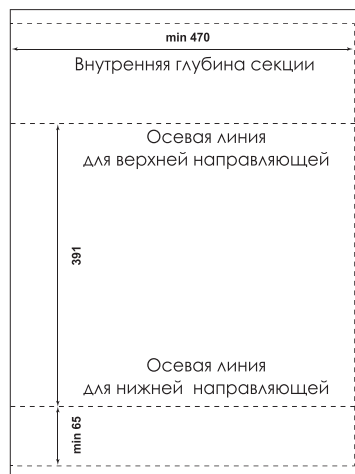 min 470
Внутренняя глубина секции
Осевая линия
для верхней направляющей
391
Осевая линия
для нижней направляющей
min 65